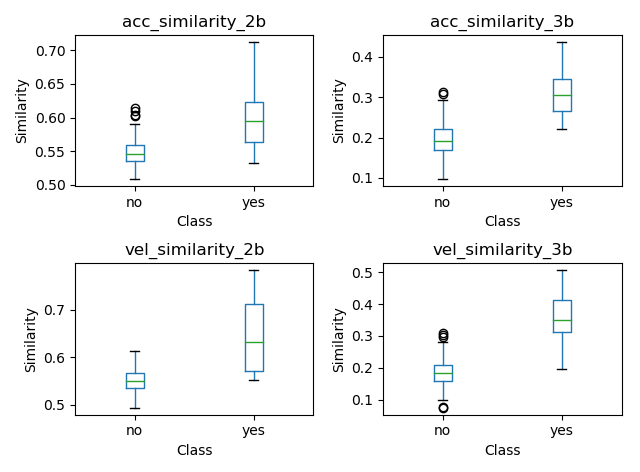 acc_similarity_2b
0.70
0.65
0.60
0.55
0.50
Similarity
no
yes
Class
acc_similarity_3b
0.4
0.3
0.2
0.1
Similarity
no
yes
Class
vel_similarity_2b
0.7
0.6
0.5
Similarity
no
yes
Class
vel_similarity_3b
0.5
0.4
0.3
0.2
0.1
Similarity
no
yes
Class